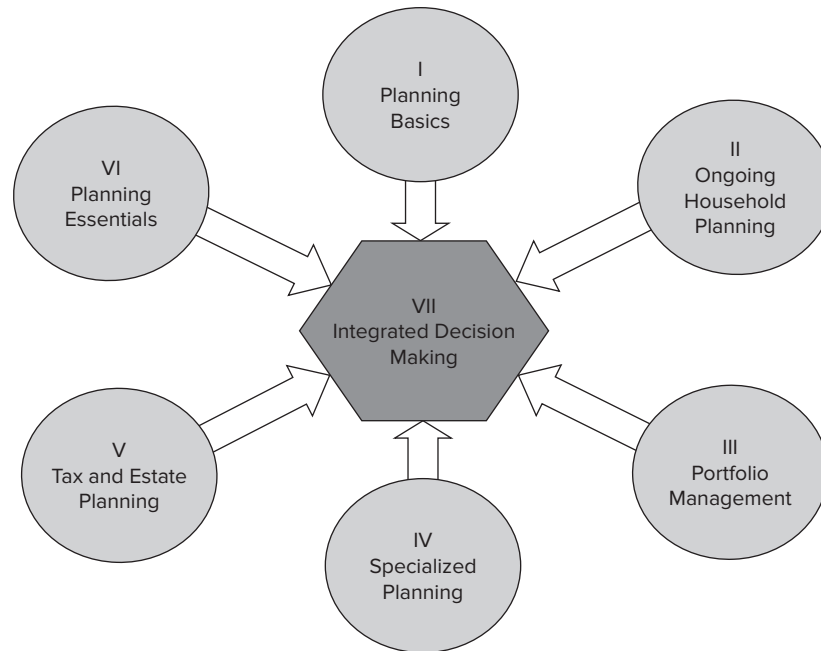 I
Planning
Basics
II
Ongoing
Household
Planning
III
Portfolio
Management
IV
Specialized
Planning
V
Tax and Estate
Planning
VI
Planning
Essentials
VII
Integrated Decision
Making